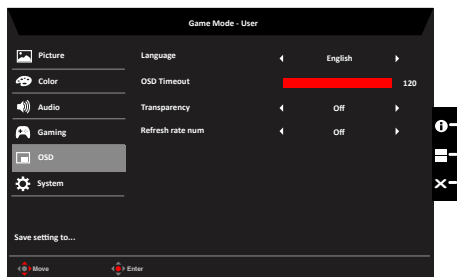 Game Mode - User
Picture
Language
English
Color
OSD Timeout
120
Audio
Transparency
Off
Gaming
Refresh rate num
Off
OSD
System
Save setting to...
Move
Enter